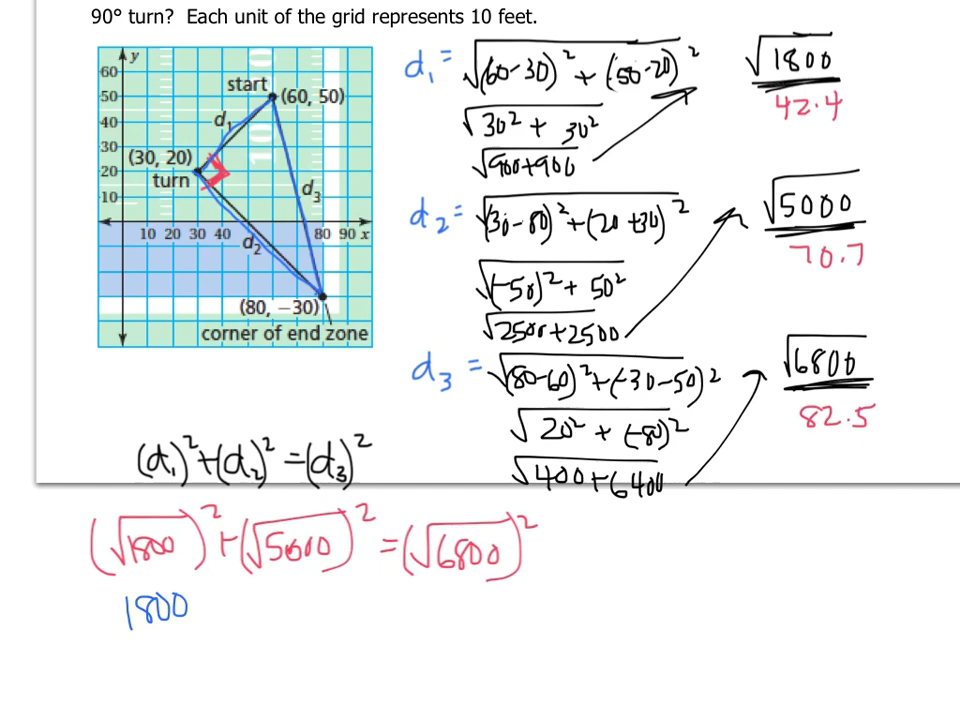 90° turn? Each unit of the grid represents 10 feet.
y
60
50
40
30
20
10
start
(60, 50)
d₁
(30, 20)
turn
d₃
10 20 30 40
80 90 x
d₂
(80, −30)
corner of end zone
d₁ = √(60-30)² + (50-20)²
√30² + 30²
√900+900
√1800
42.4
d₂ = √(30-80)² + (20+30)²
√(-50)² + 50²
√2500+2500
√5000
70.7
d₃ = √(80-60)² + (-30-50)²
√20² + (-80)²
√400+6400
√6800
82.5
(d₁)² + (d₂)² = (d₃)²
(√1800)² + (√5000)² = (√6800)²
1800